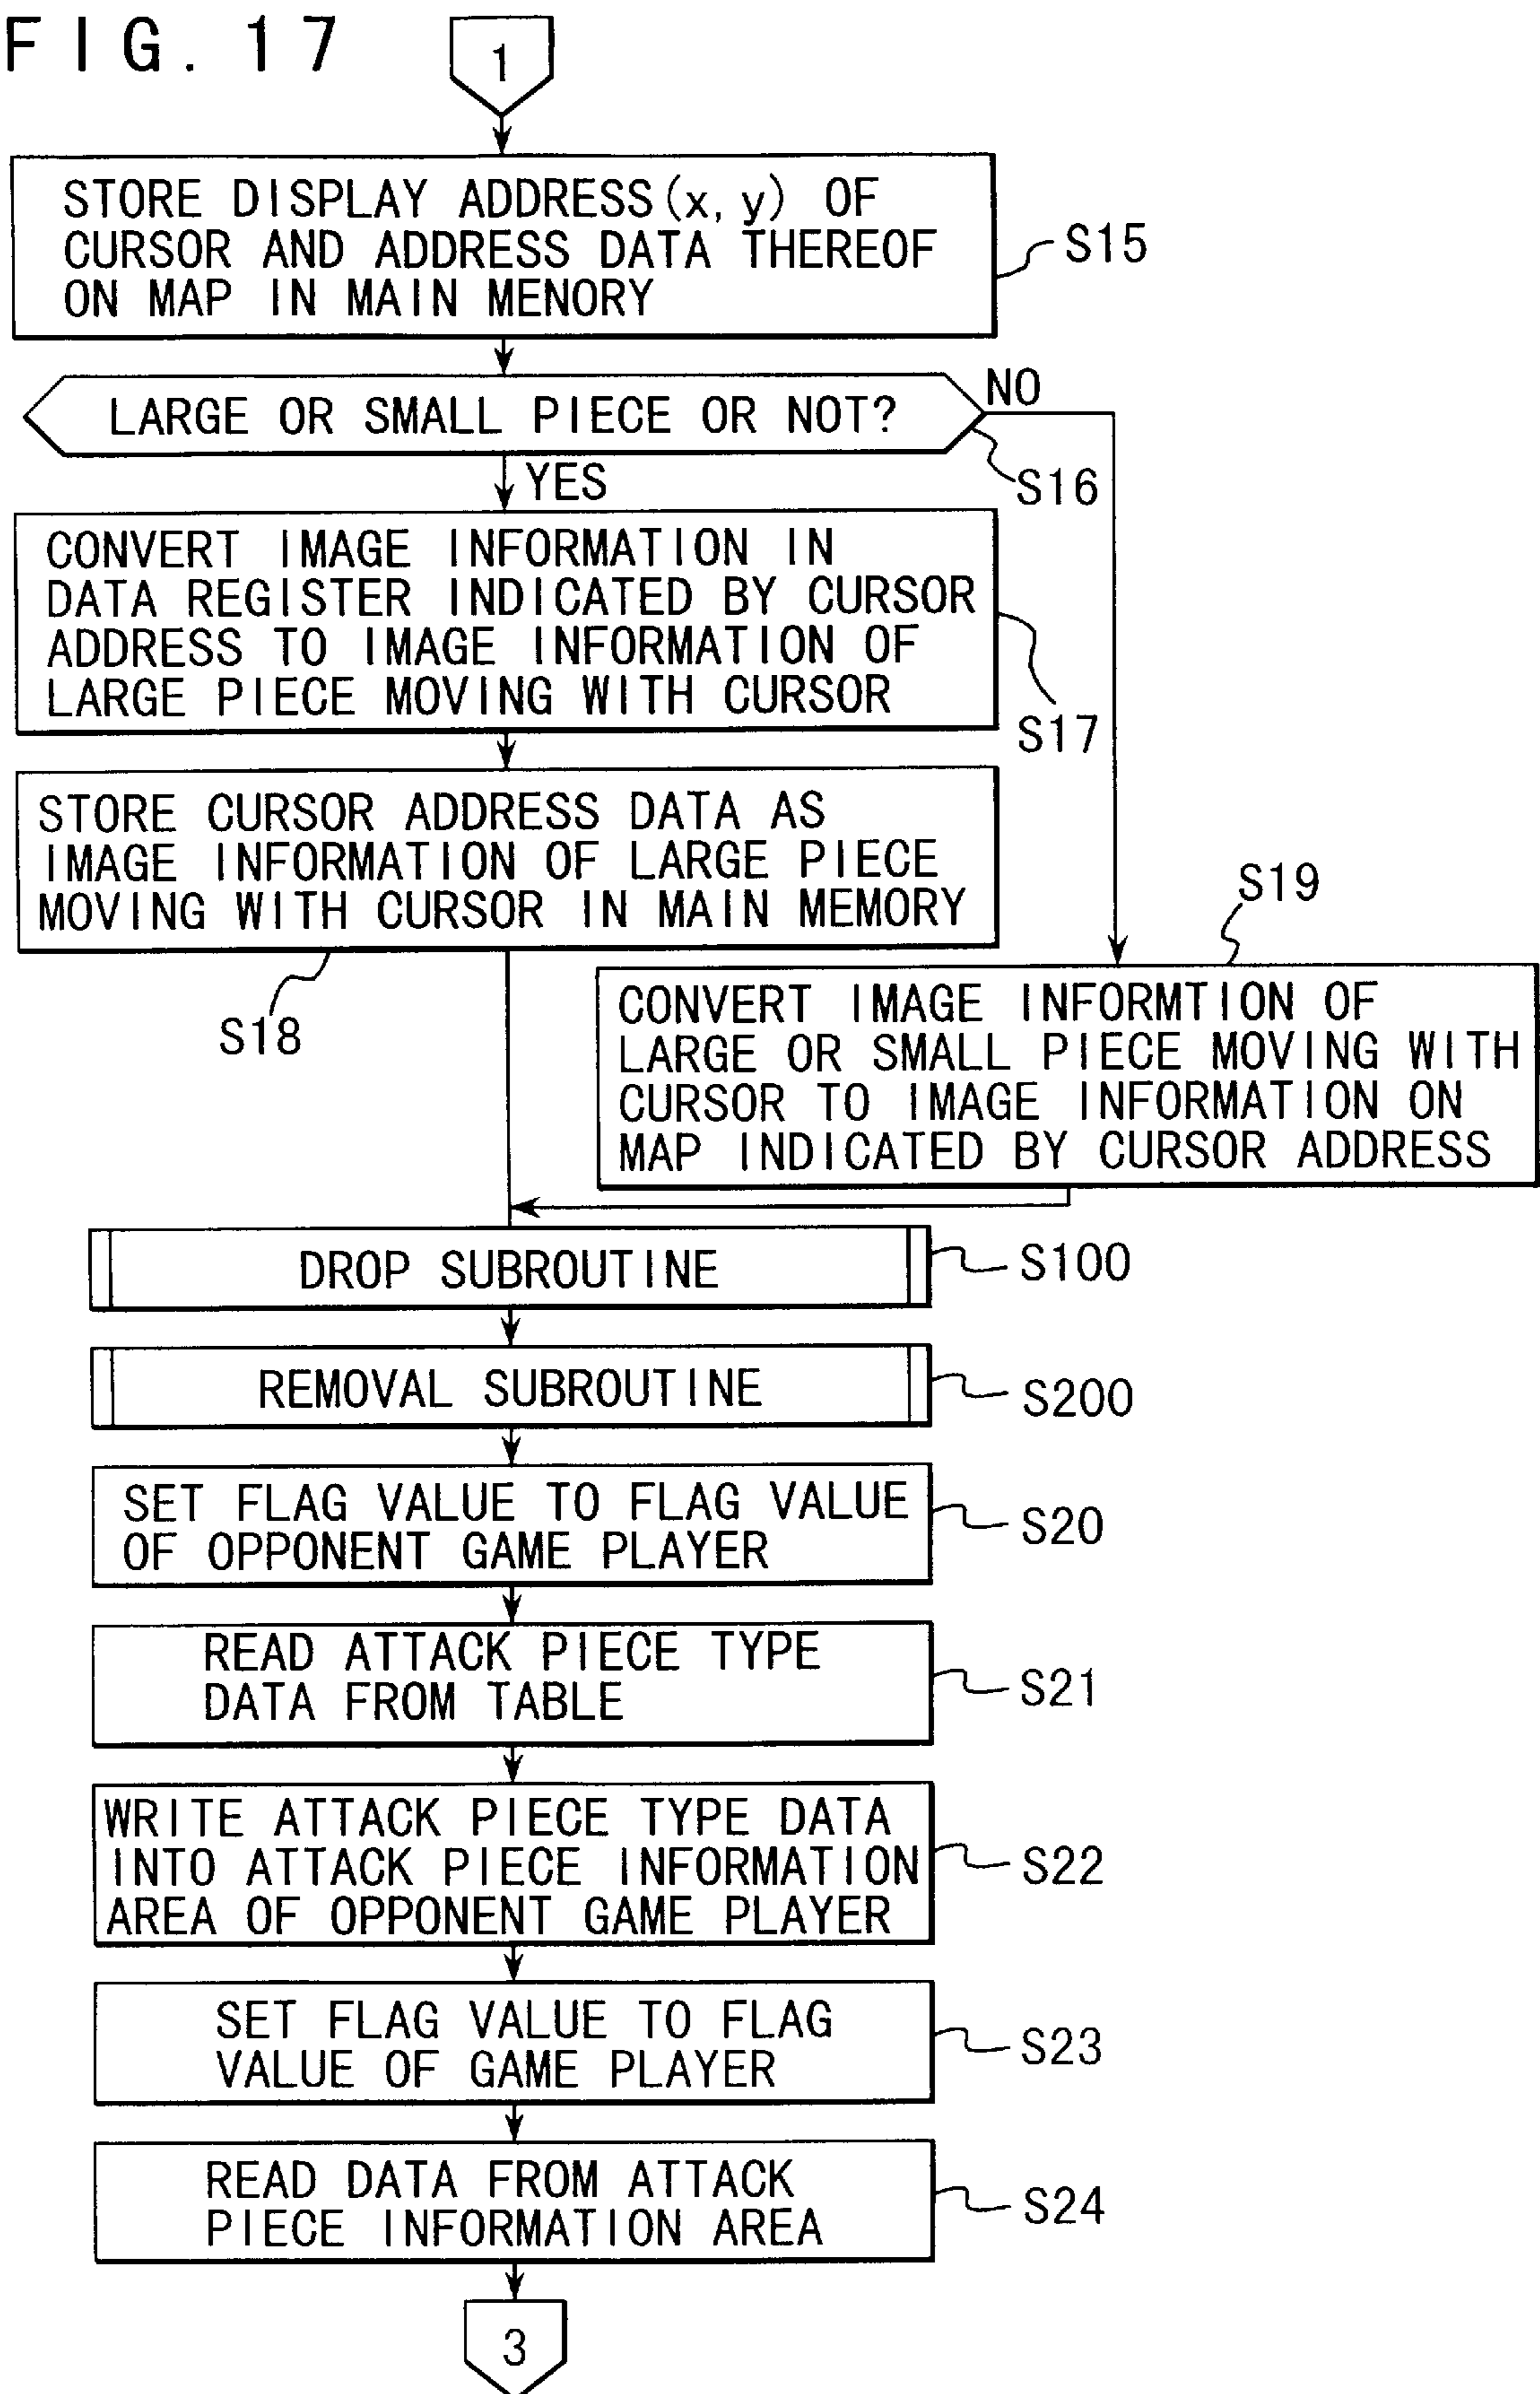 FIG. 17
1
STORE DISPLAY ADDRESS(x, y) OF
CURSOR AND ADDRESS DATA THEREOF
ON MAP IN MAIN MENORY
S15
LARGE OR SMALL PIECE OR NOT?
NO
S16
YES
CONVERT IMAGE INFORMATION IN
DATA REGISTER INDICATED BY CURSOR
ADDRESS TO IMAGE INFORMATION OF
LARGE PIECE MOVING WITH CURSOR
S17
STORE CURSOR ADDRESS DATA AS
IMAGE INFORMATION OF LARGE PIECE
MOVING WITH CURSOR IN MAIN MEMORY
S18
S19
CONVERT IMAGE INFORMTION OF
LARGE OR SMALL PIECE MOVING WITH
CURSOR TO IMAGE INFORMATION ON
MAP INDICATED BY CURSOR ADDRESS
DROP SUBROUTINE
S100
REMOVAL SUBROUTINE
S200
SET FLAG VALUE TO FLAG VALUE
OF OPPONENT GAME PLAYER
S20
READ ATTACK PIECE TYPE
DATA FROM TABLE
S21
WRITE ATTACK PIECE TYPE DATA
INTO ATTACK PIECE INFORMATION
AREA OF OPPONENT GAME PLAYER
S22
SET FLAG VALUE TO FLAG
VALUE OF GAME PLAYER
S23
READ DATA FROM ATTACK
PIECE INFORMATION AREA
S24
3